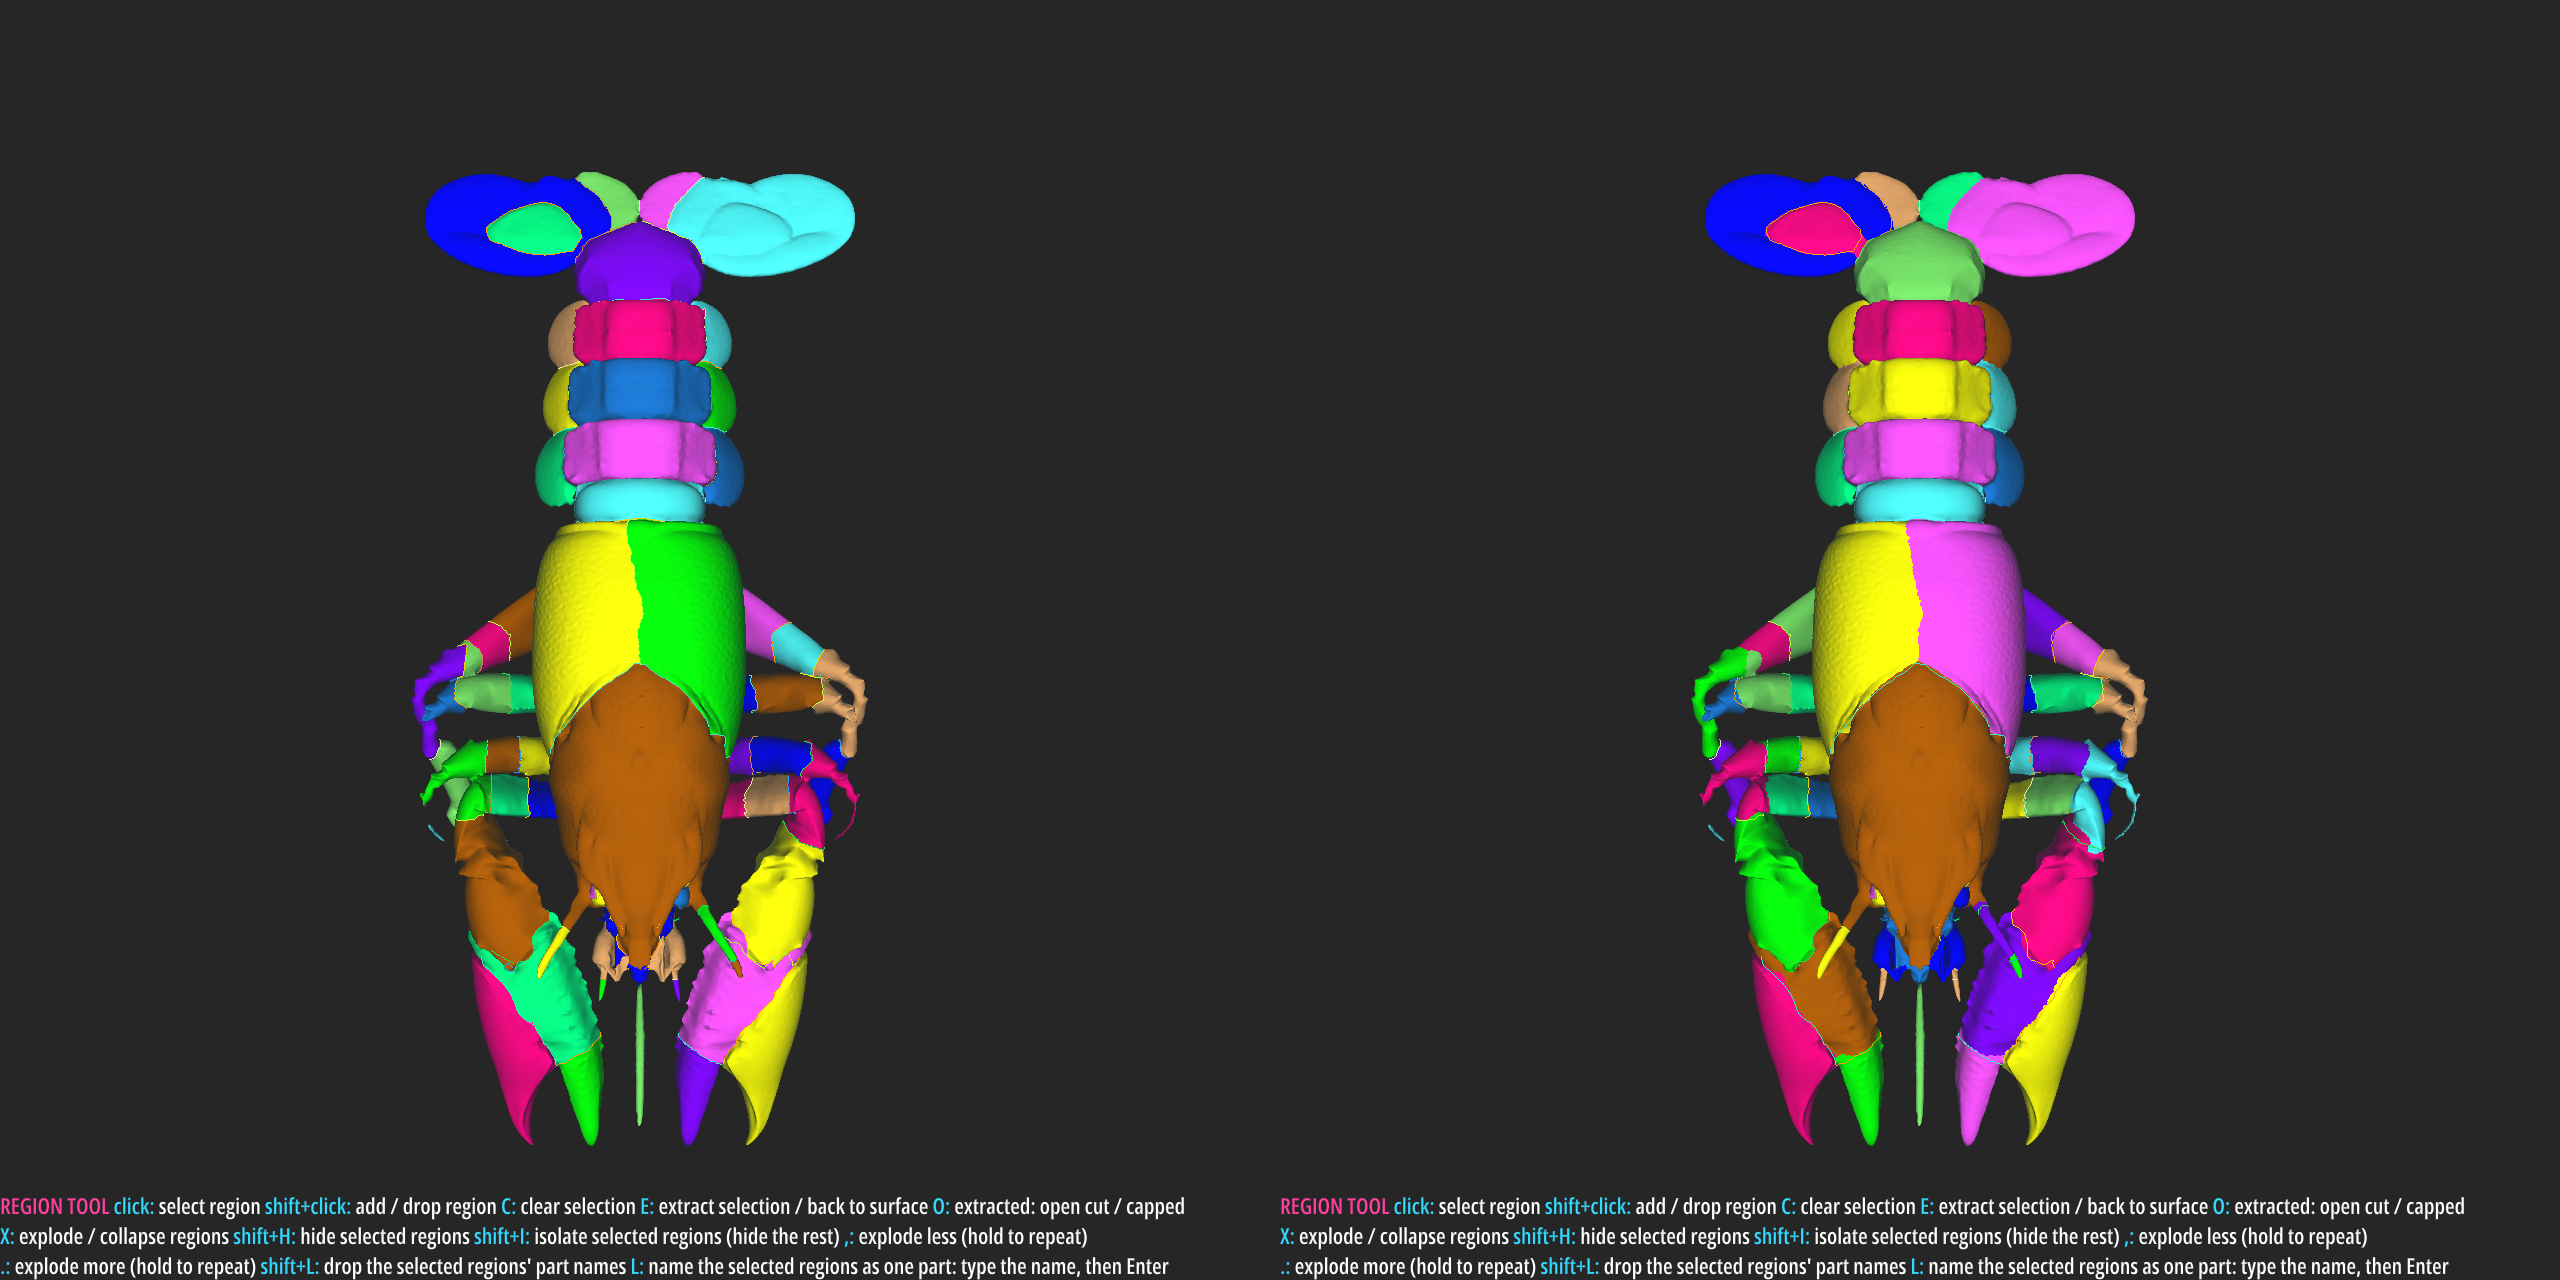 REGION TOOL click: select region shift+click: add / drop region C: clear selection E: extract selection / back to surface O: extracted: open cut / capped
X: explode / collapse regions shift+H: hide selected regions shift+I: isolate selected regions (hide the rest) ,: explode less (hold to repeat)
.: explode more (hold to repeat) shift+L: drop the selected regions' part names L: name the selected regions as one part: type the name, then Enter
REGION TOOL click: select region shift+click: add / drop region C: clear selection E: extract selection / back to surface O: extracted: open cut / capped
X: explode / collapse regions shift+H: hide selected regions shift+I: isolate selected regions (hide the rest) ,: explode less (hold to repeat)
.: explode more (hold to repeat) shift+L: drop the selected regions' part names L: name the selected regions as one part: type the name, then Enter